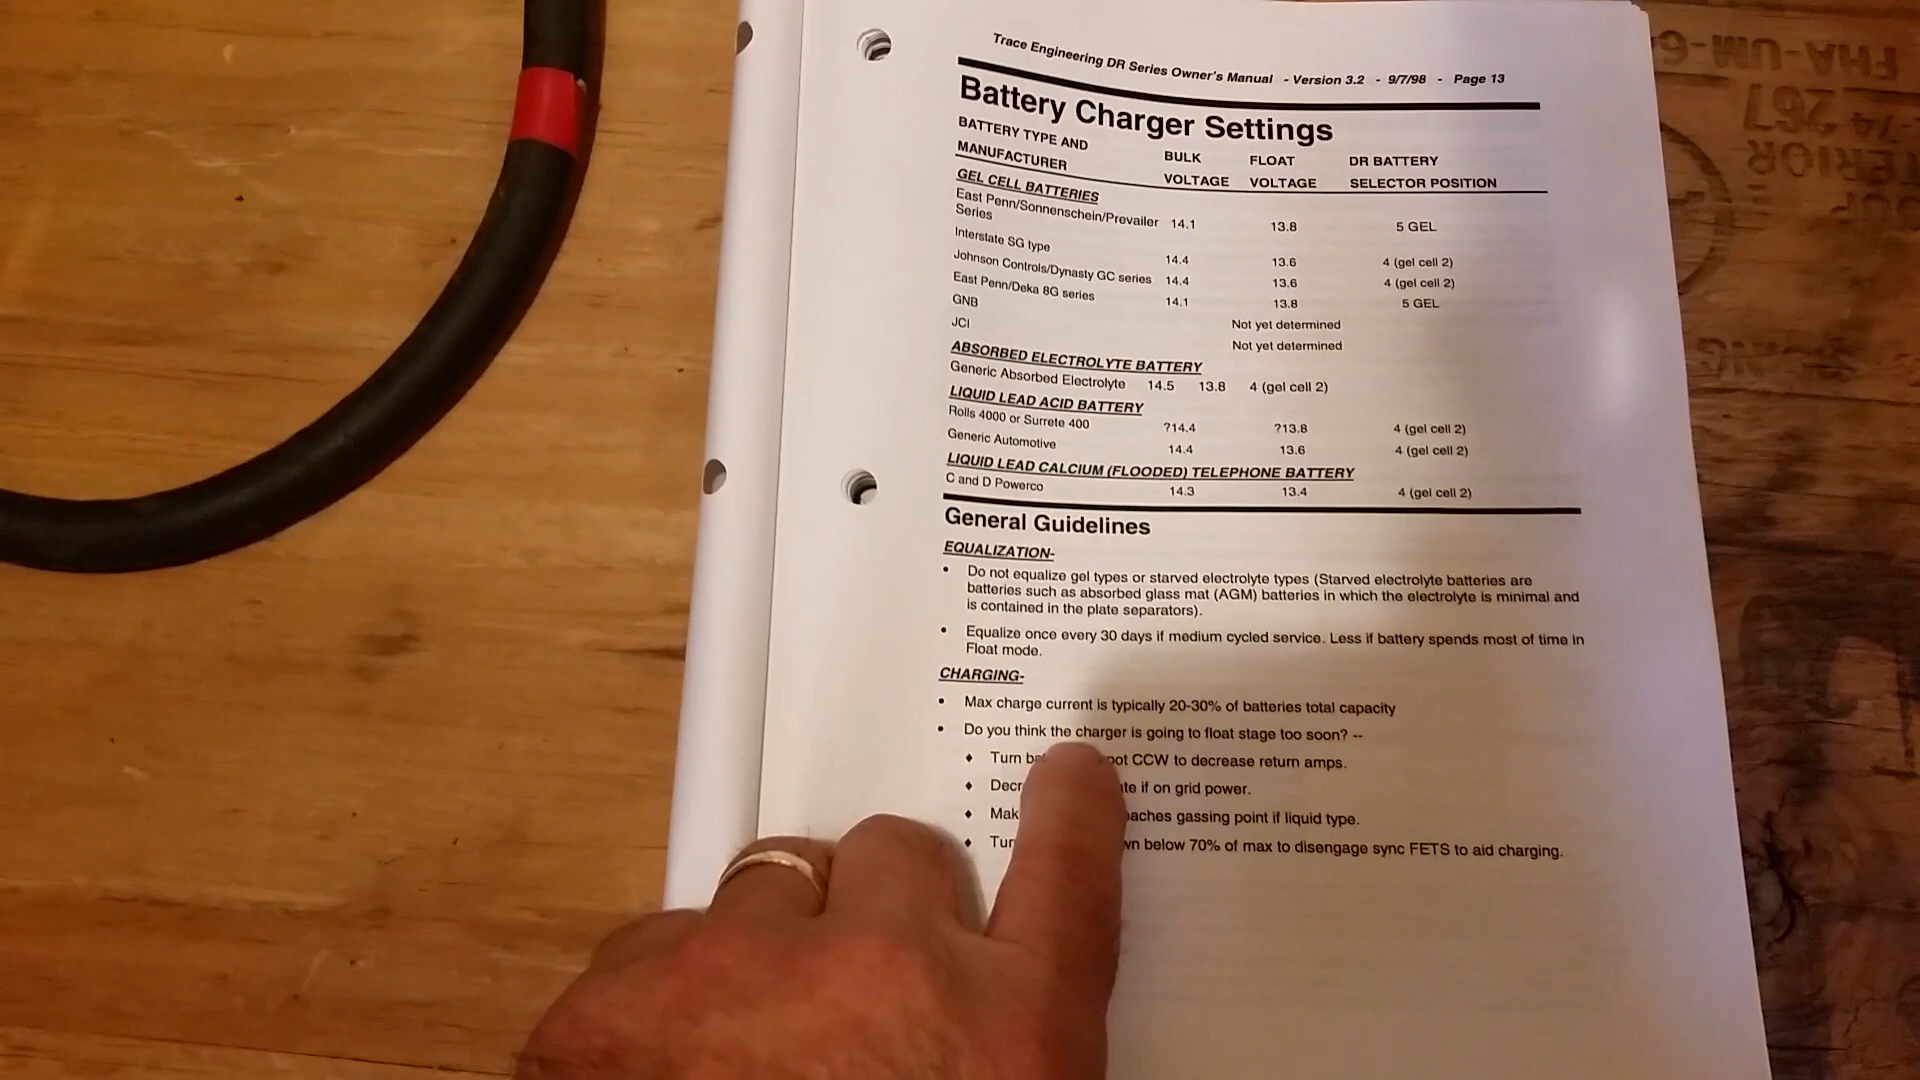 Trace Engineering DR Series Owner's Manual - Version 3.2 - 9/7/98 - Page 13
Battery Charger Settings
BATTERY TYPE AND MANUFACTURER BULK VOLTAGE FLOAT VOLTAGE DR BATTERY SELECTOR POSITION
GEL CELL BATTERIES
East Penn/Sonnenschein/Prevailer Series 14.1 13.8 5 GEL
Interstate SG type 14.4 13.6 4 (gel cell 2)
Johnson Controls/Dynasty GC series 14.4 13.6 4 (gel cell 2)
East Penn/Deka 8G series 14.1 13.8 5 GEL
GNB Not yet determined
JCI Not yet determined
ABSORBED ELECTROLYTE BATTERY
Generic Absorbed Electrolyte 14.5 13.8 4 (gel cell 2)
LIQUID LEAD ACID BATTERY
Rolls 4000 or Surrete 400 ?14.4 ?13.8 4 (gel cell 2)
Generic Automotive 14.4 13.6 4 (gel cell 2)
LIQUID LEAD CALCIUM (FLOODED) TELEPHONE BATTERY
C and D Powerco 14.3 13.4 4 (gel cell 2)
General Guidelines
EQUALIZATION-
• Do not equalize gel types or starved electrolyte types (Starved electrolyte batteries are
batteries such as absorbed glass mat (AGM) batteries in which the electrolyte is minimal and
is contained in the plate separators).
• Equalize once every 30 days if medium cycled service. Less if battery spends most of time in
Float mode.
CHARGING-
• Max charge current is typically 20-30% of batteries total capacity
• Do you think the charger is going to float stage too soon? --
♦ Turn pot CCW to decrease return amps.
♦ if on grid power.
♦ gassing point if liquid type.
♦ below 70% of max to disengage sync FETS to aid charging.
FHA-UM-6
267